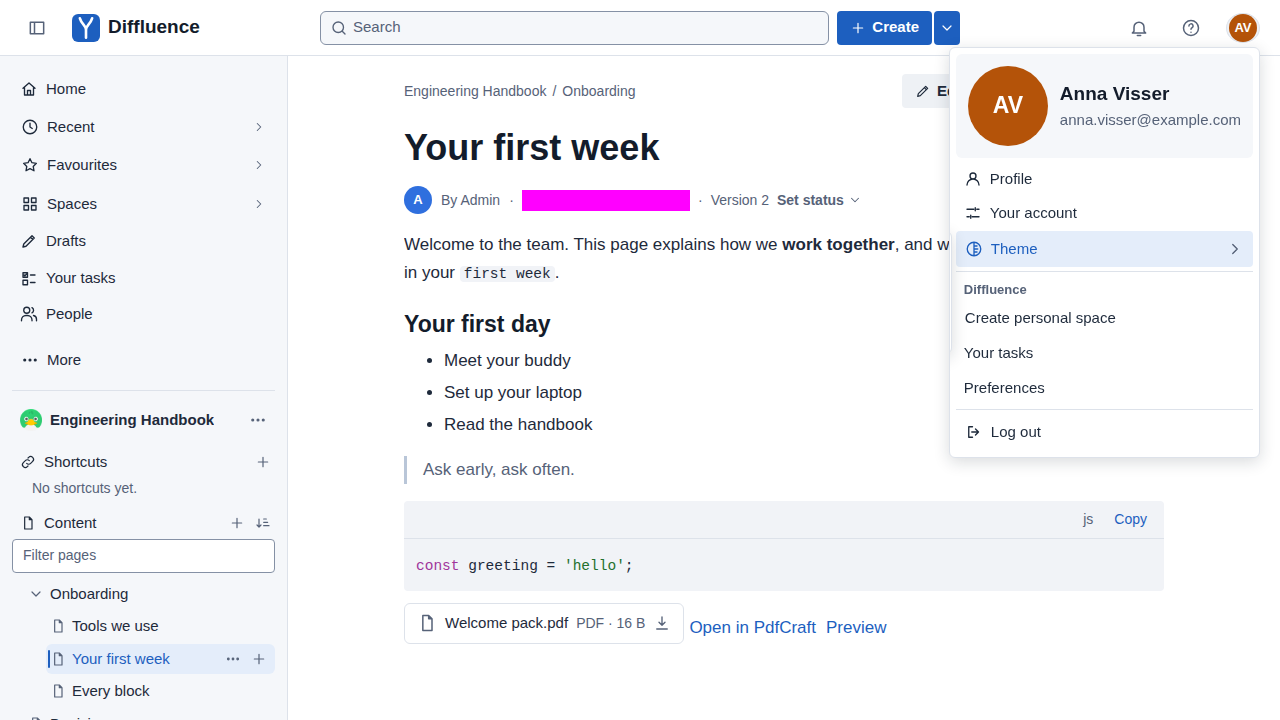 Diffluence
Search
Create
AV
Home
Recent
Favourites
Spaces
Drafts
Your tasks
People
More
Engineering Handbook
Shortcuts
No shortcuts yet.
Content
Filter pages
Onboarding
Tools we use
Your first week
Every block
Engineering Handbook / Onboarding
Your first week
A By Admin · · Version 2 Set status
Welcome to the team. This page explains how we work together, and
in your first week.
Your first day
• Meet your buddy
• Set up your laptop
• Read the handbook
Ask early, ask often.
js Copy
const greeting = 'hello';
Welcome pack.pdf PDF · 16 B Open in PdfCraft Preview
AV
Anna Visser
anna.visser@example.com
Profile
Your account
Theme
Diffluence
Create personal space
Your tasks
Preferences
Log out